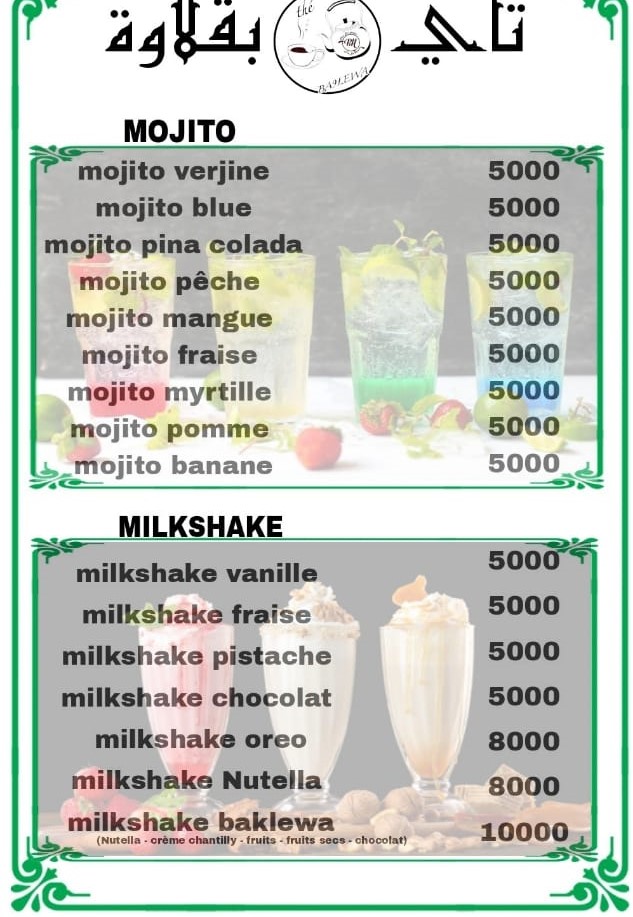 تاي بقلاوة
thé
BAHLEWA
MOJITO
mojito verjine 5000
mojito blue 5000
mojito pina colada 5000
mojito pêche 5000
mojito mangue 5000
mojito fraise 5000
mojito myrtille 5000
mojito pomme 5000
mojito banane 5000
MILKSHAKE
milkshake vanille 5000
milkshake fraise 5000
milkshake pistache 5000
milkshake chocolat 5000
milkshake oreo 8000
milkshake Nutella 8000
milkshake baklewa 10000
(Nutella - crème chantilly - fruits - fruits secs - chocolat)